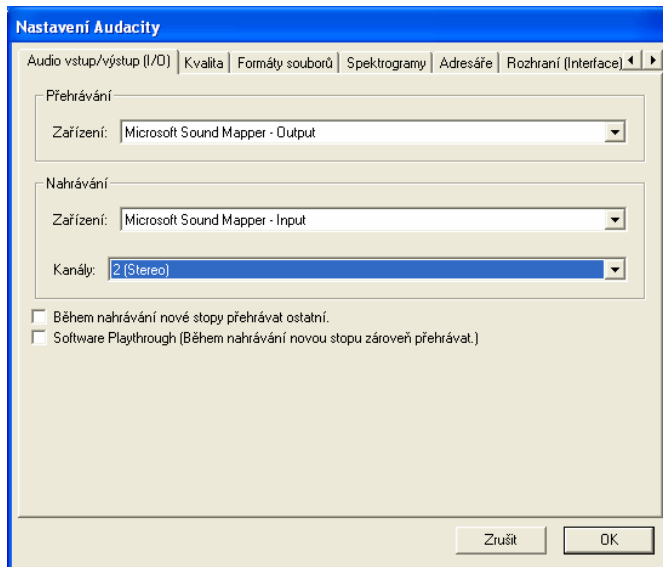 Nastavení Audacity
Audio vstup/výstup (I/O) Kvalita Formáty souborů Spektrogramy Adresáře Rozhraní (Interface)
Přehrávání
Zařízení: Microsoft Sound Mapper - Output
Nahrávání
Zařízení: Microsoft Sound Mapper - Input
Kanály: 2 (Stereo)
Během nahrávání nové stopy přehrávat ostatní.
Software Playthrough (Během nahrávání novou stopu zároveň přehrávat.)
Zrušit OK